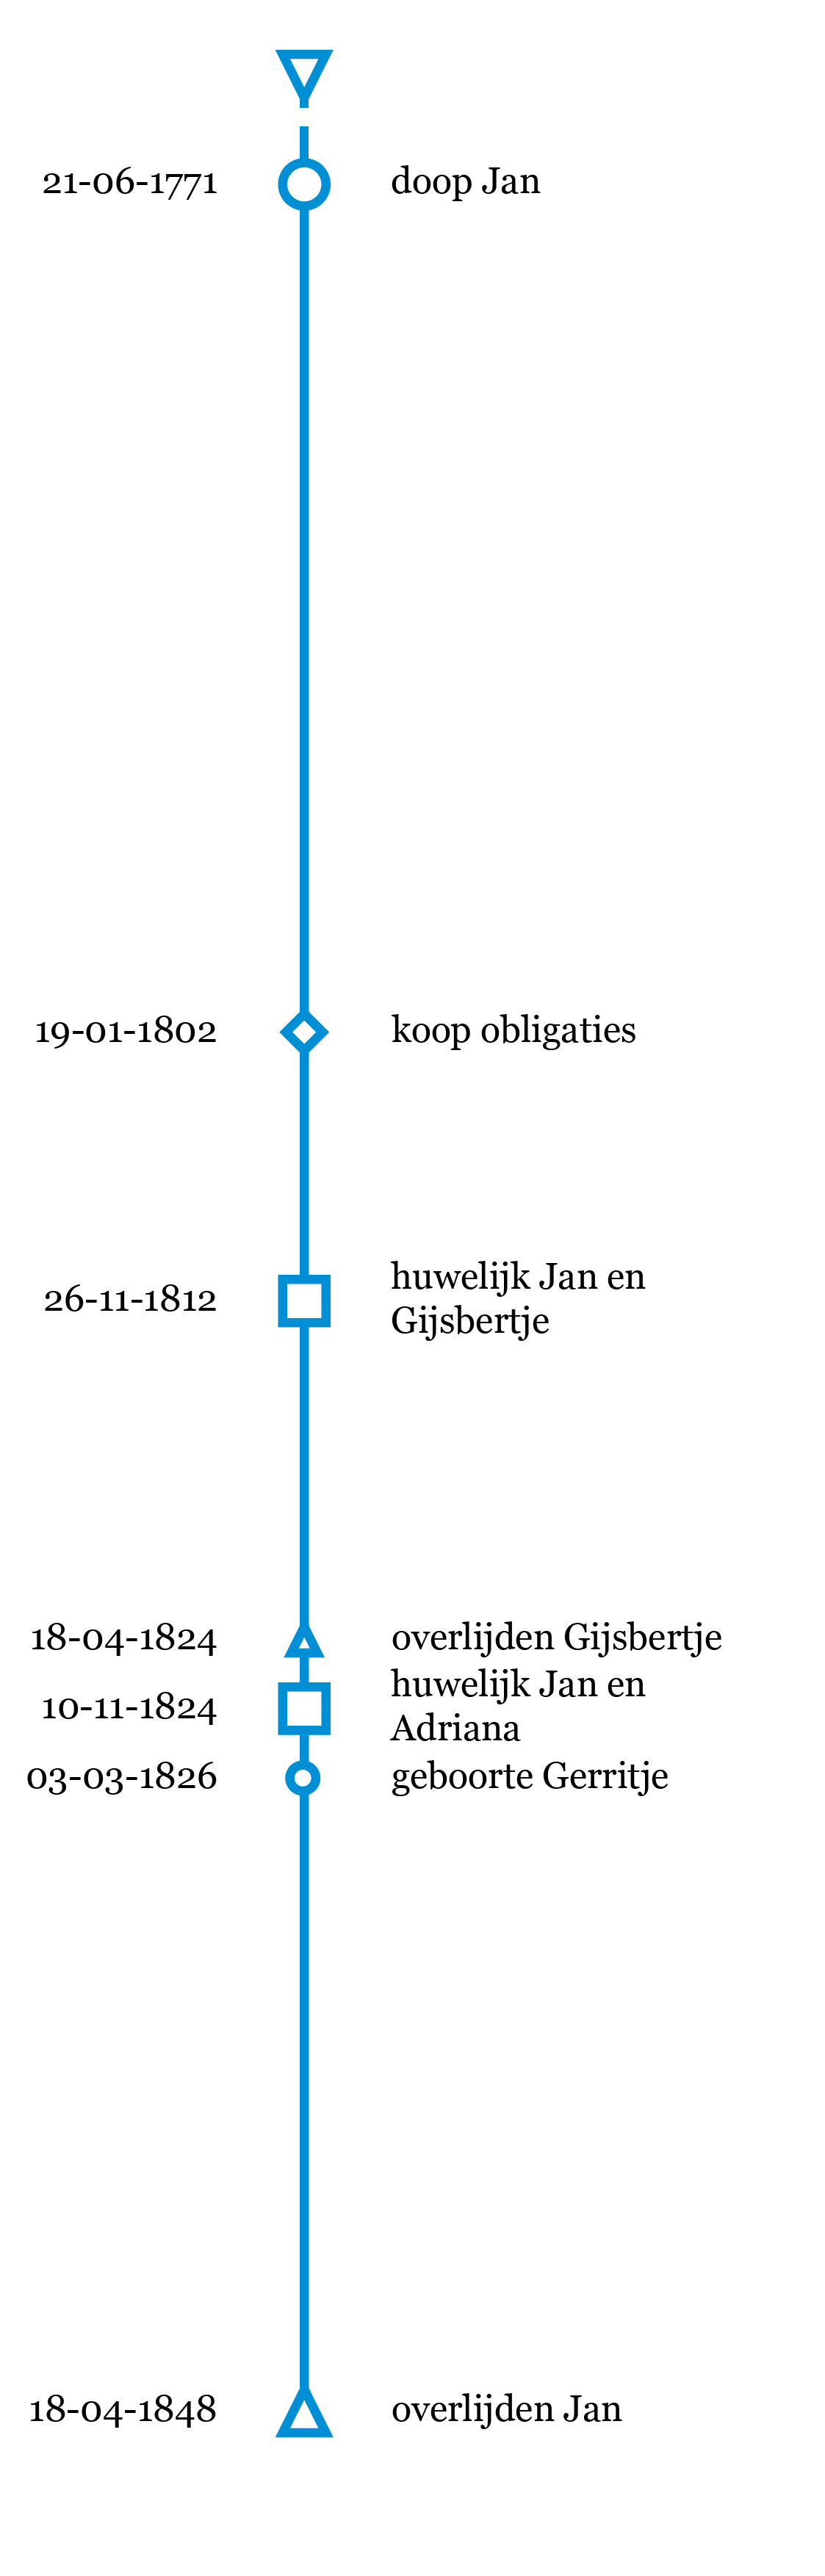 21-06-1771 doop Jan
19-01-1802 koop obligaties
26-11-1812 huwelijk Jan en
Gijsbertje
18-04-1824 overlijden Gijsbertje
10-11-1824 huwelijk Jan en
Adriana
03-03-1826 geboorte Gerritje
18-04-1848 overlijden Jan